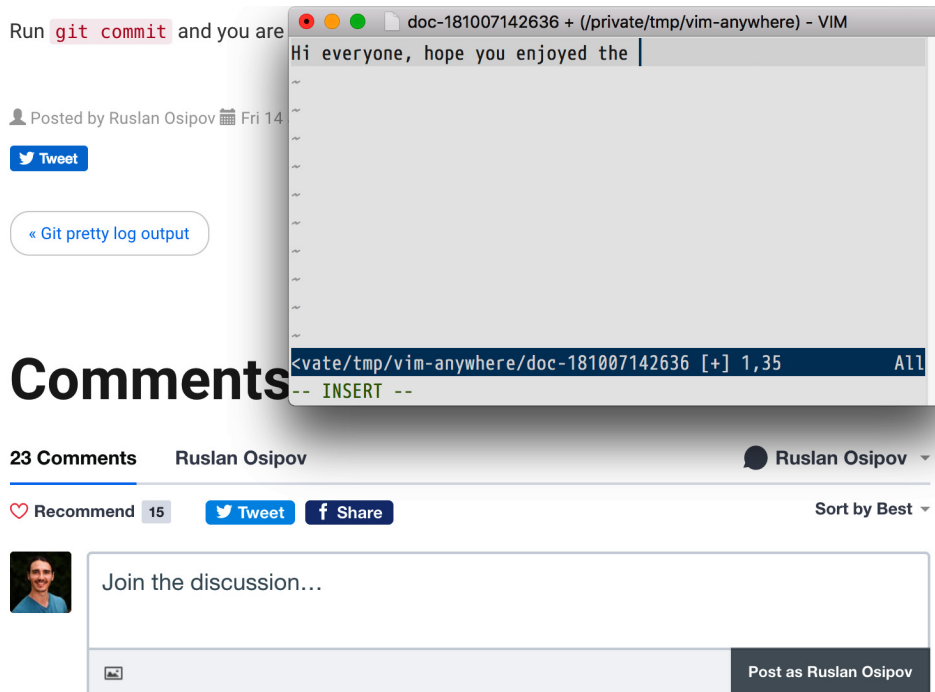 Run git commit and you are
Posted by Ruslan Osipov Fri 14
Tweet
« Git pretty log output
doc-181007142636 + (/private/tmp/vim-anywhere) - VIM
Hi everyone, hope you enjoyed the
~
~
~
~
~
~
~
~
~
~
<vate/tmp/vim-anywhere/doc-181007142636 [+] 1,35 All
-- INSERT --
Comments
23 Comments Ruslan Osipov Ruslan Osipov
Recommend 15 Tweet f Share Sort by Best
Join the discussion…
Post as Ruslan Osipov